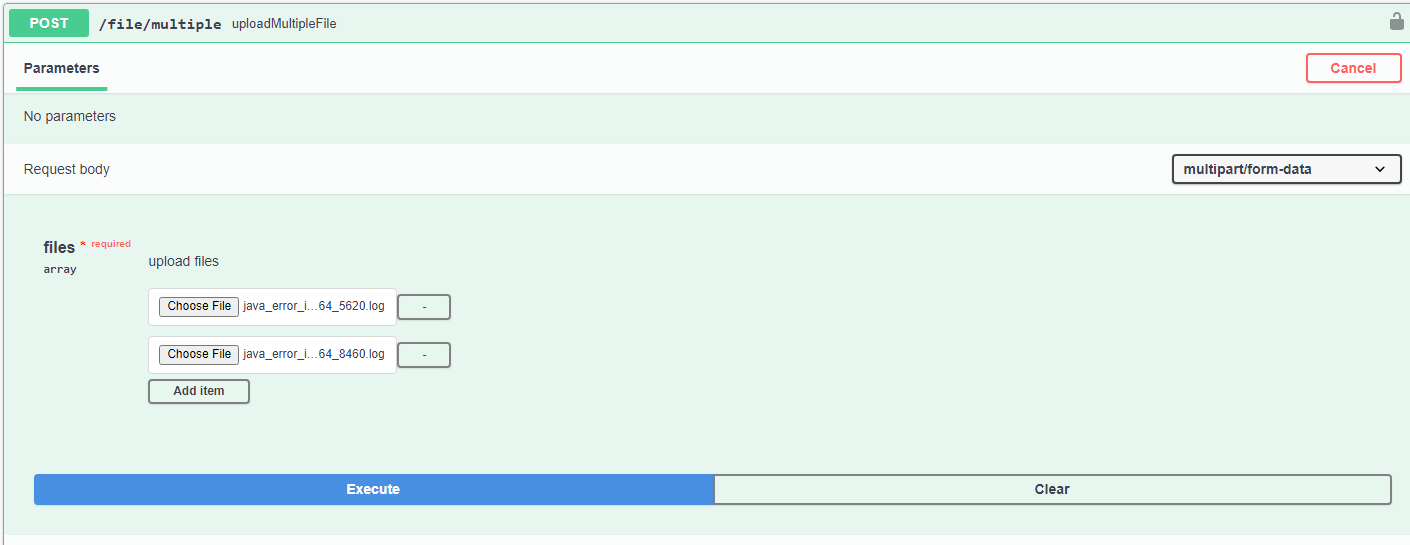 POST /file/multiple uploadMultipleFile
Parameters
Cancel
No parameters
Request body
multipart/form-data
files * required
array
upload files
Choose File java_error_i...64_5620.log -
Choose File java_error_i...64_8460.log -
Add item
Execute
Clear